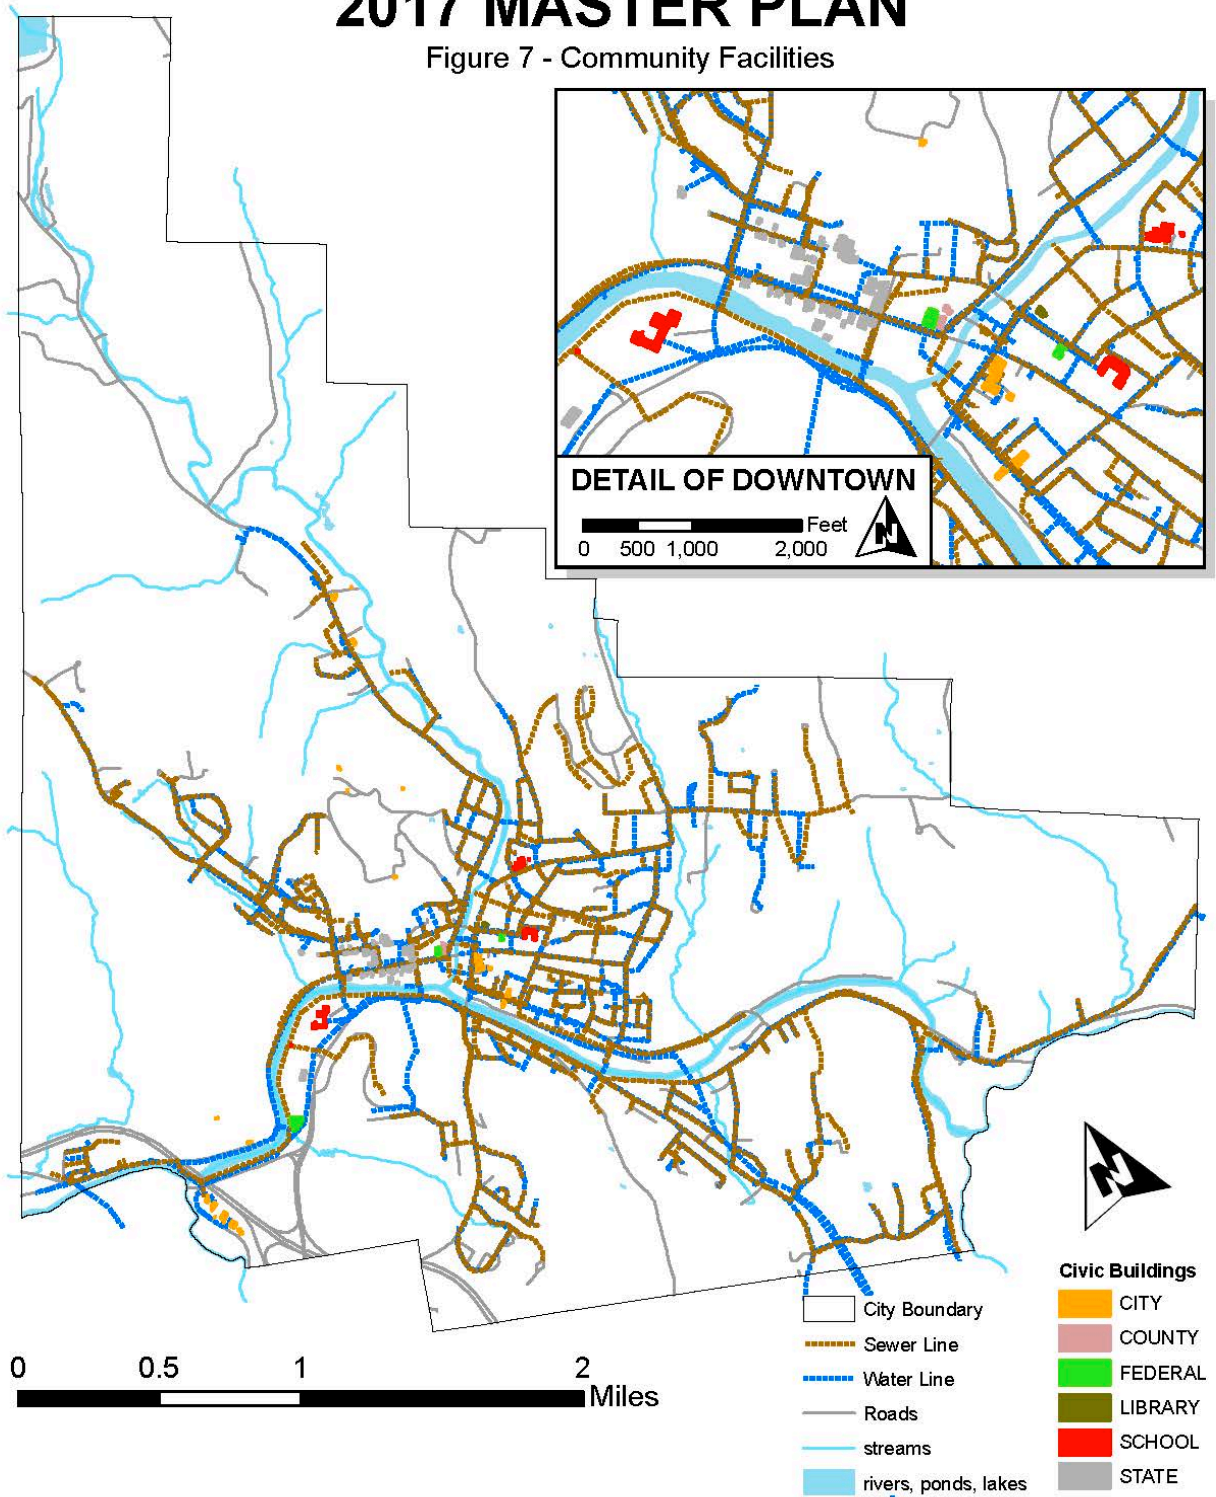 2017 MASTER PLAN
Figure 7 - Community Facilities
DETAIL OF DOWNTOWN
Feet
0 500 1,000 2,000
N
N
0 0.5 1 2
Miles
City Boundary
Sewer Line
Water Line
Roads
streams
rivers, ponds, lakes
Civic Buildings
CITY
COUNTY
FEDERAL
LIBRARY
SCHOOL
STATE